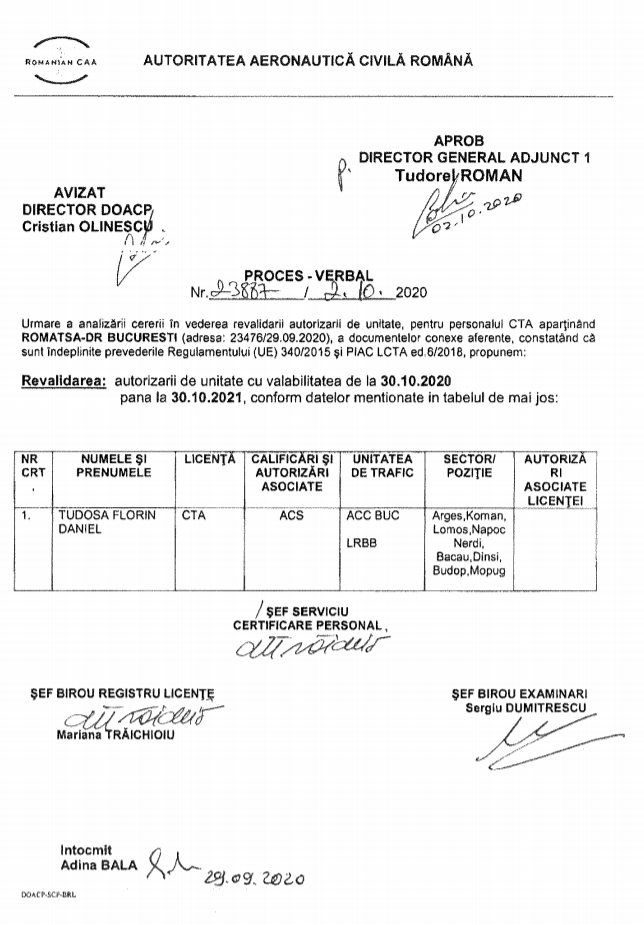 ROMANIAN CAA
AUTORITATEA AERONAUTICĂ CIVILĂ ROMÂNĂ
APROB
DIRECTOR GENERAL ADJUNCT 1
p. Tudorel ROMAN
02.10.2020
AVIZAT
DIRECTOR DOACP
Cristian OLINESCU
PROCES - VERBAL
Nr. 23887 / 2.10. 2020
Urmare a analizării cererii în vederea revalidarii autorizarii de unitate, pentru personalul CTA aparţinând
ROMATSA-DR BUCURESTI (adresa: 23476/29.09.2020), a documentelor conexe aferente, constatând că
sunt îndeplinite prevederile Regulamentului (UE) 340/2015 şi PIAC LCTA ed.6/2018, propunem:
Revalidarea: autorizarii de unitate cu valabilitatea de la 30.10.2020
pana la 30.10.2021, conform datelor mentionate in tabelul de mai jos:
NR CRT. NUMELE ŞI PRENUMELE LICENŢĂ CALIFICĂRI ŞI AUTORIZĂRI ASOCIATE UNITATEA DE TRAFIC SECTOR/ POZIŢIE AUTORIZĂRI ASOCIATE LICENŢEI
1. TUDOSA FLORIN CTA ACS ACC BUC Arges,Koman,
DANIEL Lomos,Napoc
LRBB Nerdi,
Bacau,Dinsi,
Budop,Mopug
/ ŞEF SERVICIU
CERTIFICARE PERSONAL
ŞEF BIROU REGISTRU LICENŢE
Mariana TRĂICHIOIU
ŞEF BIROU EXAMINARI
Sergiu DUMITRESCU
Intocmit
Adina BALA
29.09.2020
DOACP-SCP-BRL